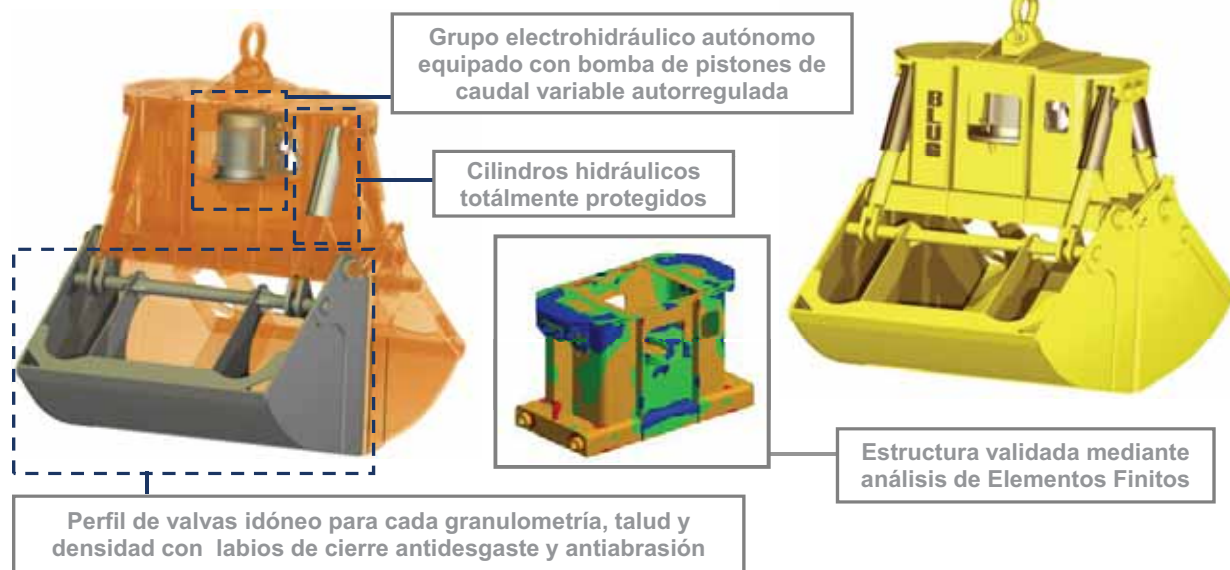 Grupo electrohidráulico autónomo
equipado con bomba de pistones de
caudal variable autorregulada
Cilindros hidráulicos
totálmente protegidos
BLUG
Estructura validada mediante
análisis de Elementos Finitos
Perfil de valvas idóneo para cada granulometría, talud y
densidad con labios de cierre antidesgaste y antiabrasión